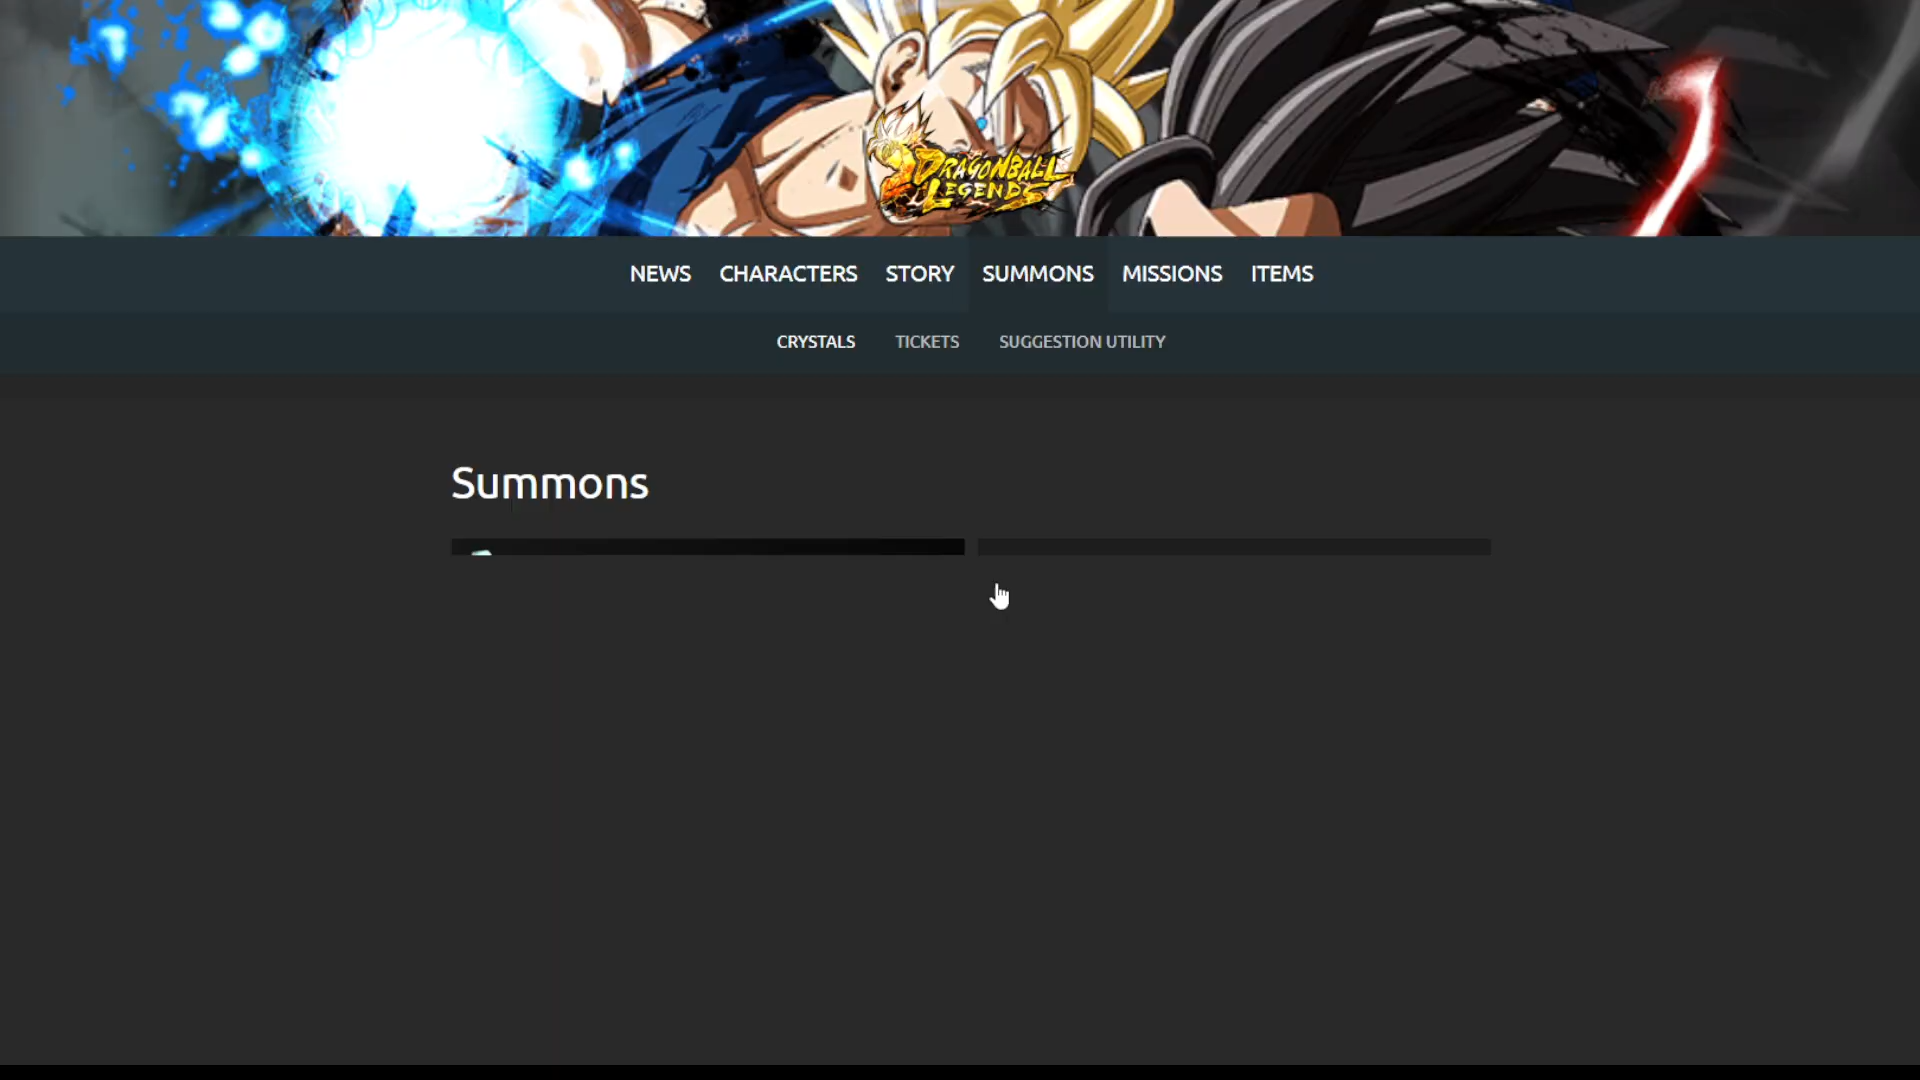 DRAGONBALL
LEGENDS
NEWS CHARACTERS STORY SUMMONS MISSIONS ITEMS
CRYSTALS TICKETS SUGGESTION UTILITY
Summons